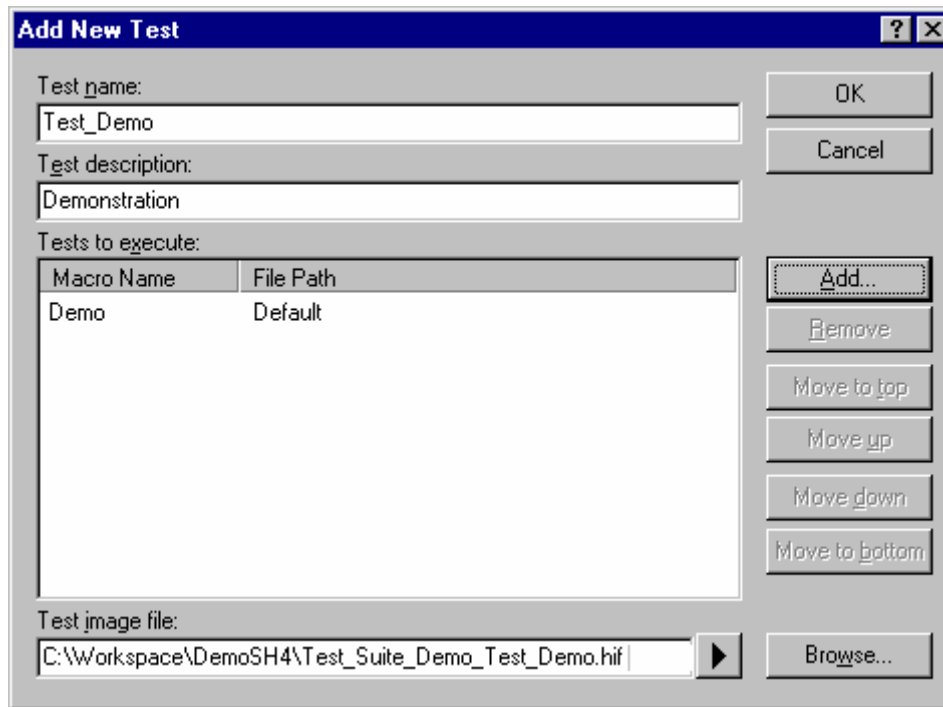 Add New Test
Test name:
Test_Demo
Test description:
Demonstration
Tests to execute:
Macro Name File Path
Demo Default
Test image file:
C:\Workspace\DemoSH4\Test_Suite_Demo_Test_Demo.hif
OK
Cancel
Add...
Remove
Move to top
Move up
Move down
Move to bottom
Browse...